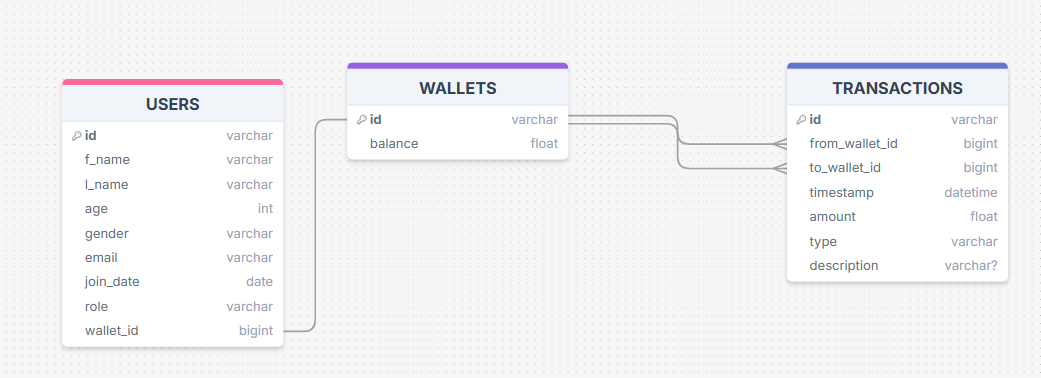 USERS
id varchar
f_name varchar
l_name varchar
age int
gender varchar
email varchar
join_date date
role varchar
wallet_id bigint
WALLETS
id varchar
balance float
TRANSACTIONS
id varchar
from_wallet_id bigint
to_wallet_id bigint
timestamp datetime
amount float
type varchar
description varchar?